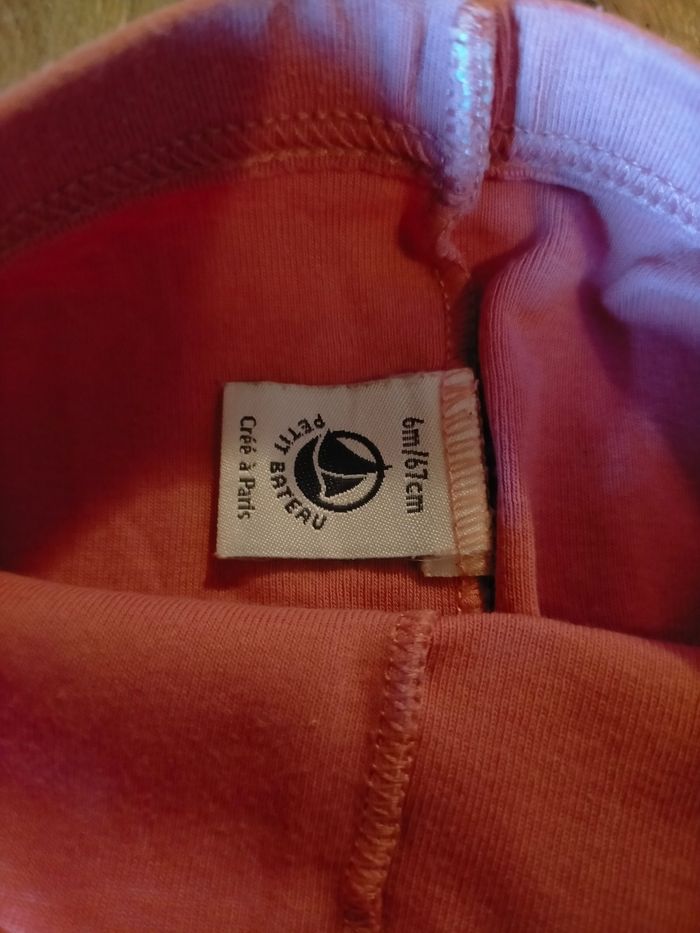 6m/67cm
PETIT BATEAU
Créé à Paris